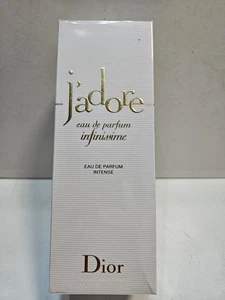 j'adore
eau de parfum
infinissime
EAU DE PARFUM
INTENSE
Dior